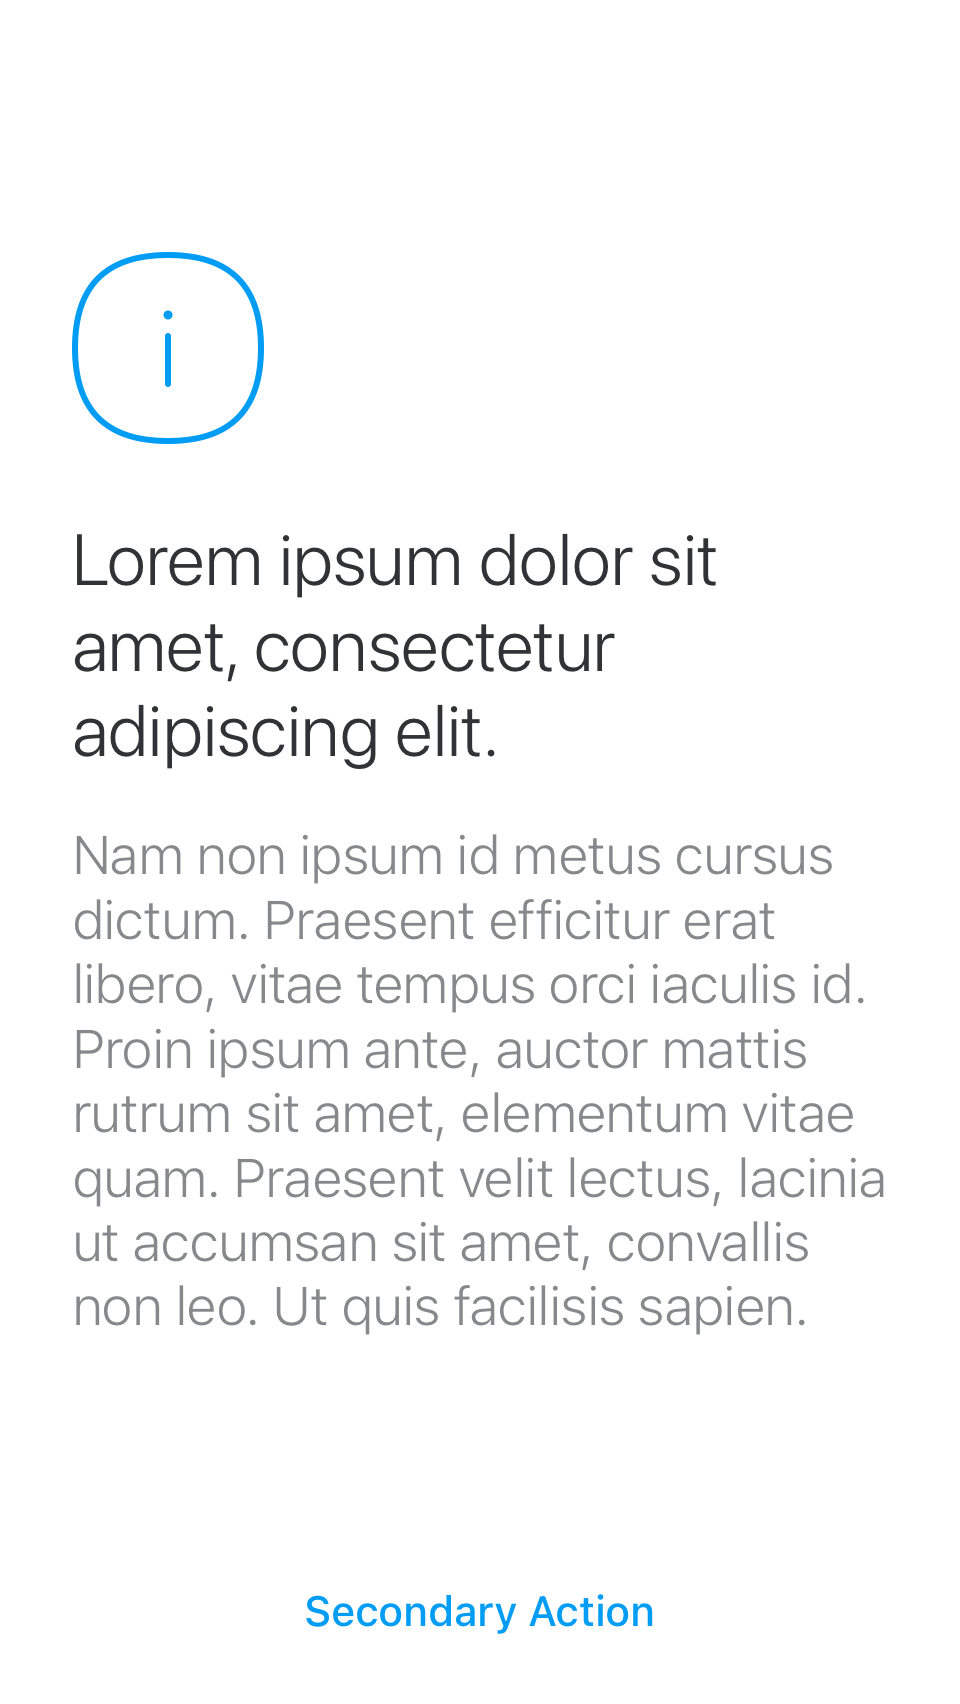 Lorem ipsum dolor sit
amet, consectetur
adipiscing elit.
Nam non ipsum id metus cursus
dictum. Praesent efficitur erat
libero, vitae tempus orci iaculis id.
Proin ipsum ante, auctor mattis
rutrum sit amet, elementum vitae
quam. Praesent velit lectus, lacinia
ut accumsan sit amet, convallis
non leo. Ut quis facilisis sapien.
Secondary Action